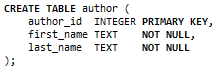 CREATE TABLE author (
    author_id  INTEGER PRIMARY KEY,
    first_name TEXT    NOT NULL,
    last_name  TEXT    NOT NULL
);